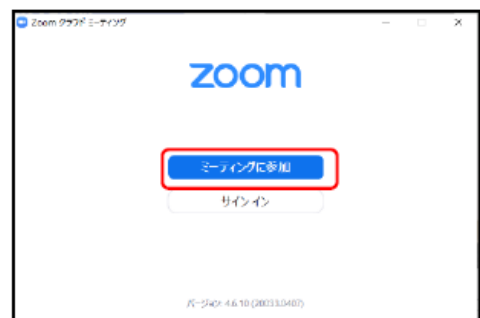 Zoom クラウド ミーティング
zoom
ミーティングに参加
サイン イン
バージョン: 4.6.10 (20033.0407)